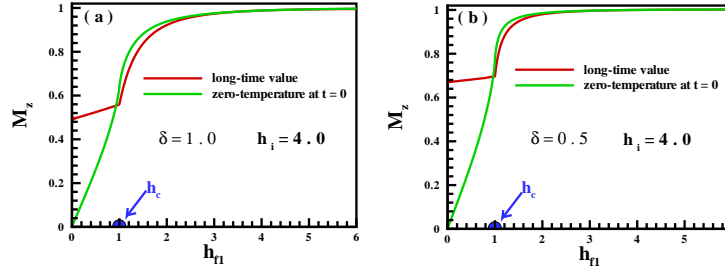 ( a )
M_z
1
0.8
0.6
0.4
0.2
0
long-time value
zero-temperature at t = 0
δ = 1.0 h_i = 4.0
h_c
0 1 2 3 4 5 6
h_f1
( b )
M_z
1
0.8
0.6
0.4
0.2
0
long-time value
zero-temperature at t = 0
δ = 0.5 h_i = 4.0
h_c
0 1 2 3 4 5
h_f1